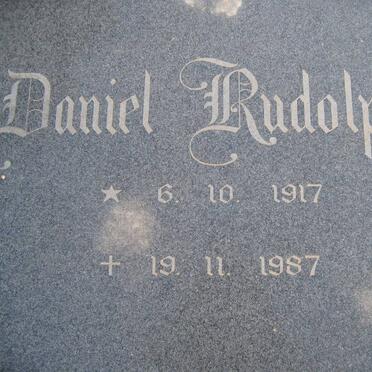 Daniel Rudolp
★ 6. 10. 1917
+ 19. 11. 1987